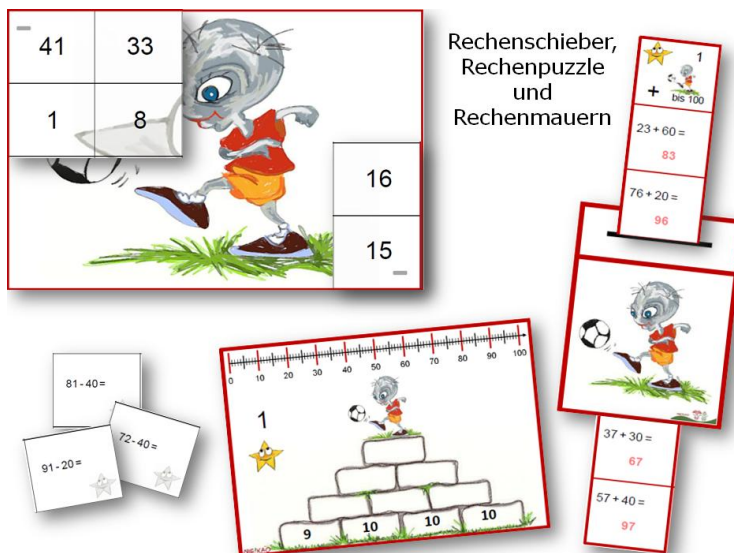 Rechenschieber,
Rechenpuzzle
und
Rechenmauern
41 33
1 8
16
15
1
+ bis 100
23 + 60 =
83
76 + 20 =
96
37 + 30 =
67
57 + 40 =
97
81 - 40 =
72 - 40 =
91 - 20 =
0 10 20 30 40 50 60 70 80 90 100
1
9 10 10 10